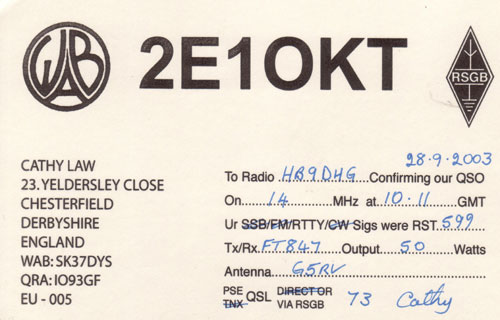 WAB
2E1OKT
RSGB
CATHY LAW
23. YELDERSLEY CLOSE
CHESTERFIELD
DERBYSHIRE
ENGLAND
WAB: SK37DYS
QRA: IO93GF
EU - 005
28.9.2003
To Radio HB9DHG Confirming our QSO
On 14 MHz at 10.11 GMT
Ur SSB/FM/RTTY/CW Sigs were RST. 599
Tx/Rx. FT847 Output 50 Watts
Antenna G5RV
PSE TNX QSL DIRECTOR VIA RSGB 73 Cathy